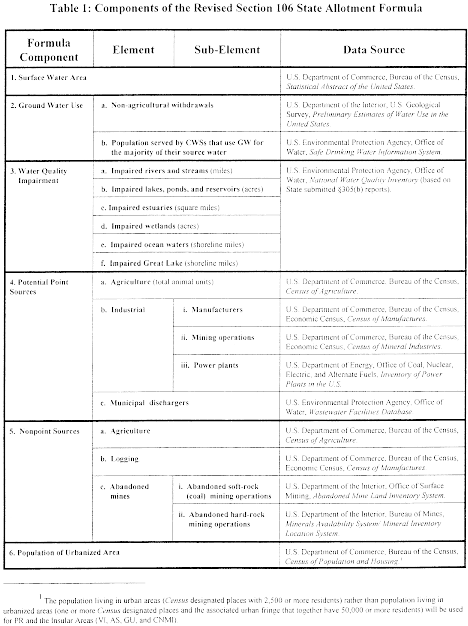 Table 1: Components of the Revised Section 106 State Allotment Formula
Formula
Component
Element
Sub-Element
Data Source
1. Surface Water Area
U.S. Department of Commerce, Bureau of the Census,
Statistical Abstract of the United States
2. Ground Water Use
a. Non-agricultural withdrawals
U.S. Department of the Interior, U.S. Geological
Survey, Preliminary Estimates of Water Use in the
United States
b. Population served by CWSs that use GW for
the majority of their source water
U.S. Environmental Protection Agency, Office of
Water, Safe Drinking Water Information System
3. Water Quality
Impairment
a. Impaired rivers and streams (miles)
U.S. Environmental Protection Agency, Office of
Water, National Water Quality Inventory (based on
State submitted §305(b) reports).
b. Impaired lakes, ponds, and reservoirs (acres)
c. Impaired estuaries (square miles)
d. Impaired wetlands (acres)
e. Impaired ocean waters (shoreline miles)
f. Impaired Great Lake (shoreline miles)
4. Potential Point
Sources
a. Agriculture (total animal units)
U.S. Department of Commerce, Bureau of the Census,
Census of Agriculture.
b. Industrial
i. Manufacturers
U.S. Department of Commerce, Bureau of the Census,
Economic Census, Census of Manufactures.
ii. Mining operations
U.S. Department of Commerce, Bureau of the Census,
Economic Census, Census of Mineral Industries
iii. Power plants
U.S. Department of Energy, Office of Coal, Nuclear,
Electric, and Alternate Fuels, Inventory of Power
Plants in the U.S.
c. Municipal dischargers
U.S. Environmental Protection Agency, Office of
Water, Wastewater Facilities Database
5. Nonpoint Sources
a. Agriculture
U.S. Department of Commerce, Bureau of the Census,
Census of Agriculture
b. Logging
U.S. Department of Commerce, Bureau of the Census,
Economic Census, Census of Manufactures.
c. Abandoned
mines
i. Abandoned soft-rock
(coal) mining operations
U.S. Department of the Interior, Office of Surface
Mining, Abandoned Mine Land Inventory System.
ii. Abandoned hard-rock
mining operations
U.S. Department of the Interior, Bureau of Mines,
Minerals Availability System/ Mineral Inventory
Location System
6. Population of Urbanized Area
U.S. Department of Commerce, Bureau of the Census,
Census of Population and Housing.1
1 The population living in urban areas (Census designated places with 2,500 or more residents) rather than population living in
urbanized areas (one or more Census designated places and the associated urban fringe that together have 50,000 or more residents) will be used
for PR and the Insular Areas (VI, AS, GU, and CNMI)